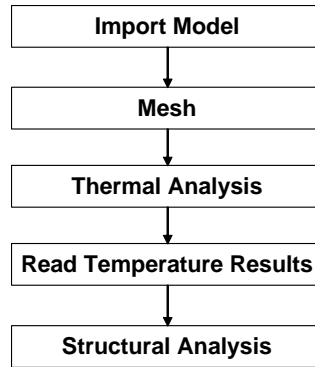 Import Model
Mesh
Thermal Analysis
Read Temperature Results
Structural Analysis